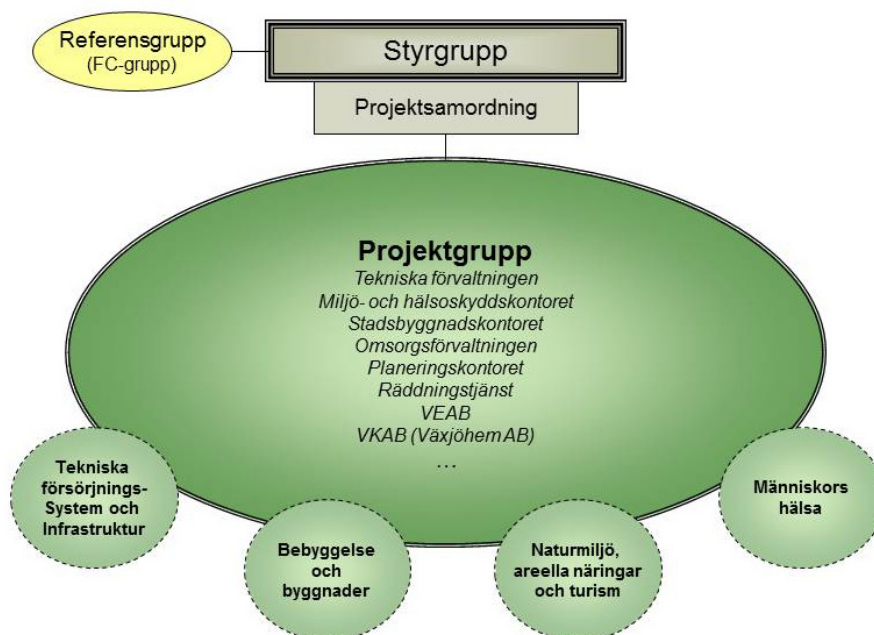 Referensgrupp
(FC-grupp)
Styrgrupp
Projektsamordning
Projektgrupp
Tekniska förvaltningen
Miljö- och hälsoskyddskontoret
Stadsbyggnadskontoret
Omsorgsförvaltningen
Planeringskontoret
Räddningstjänst
VEAB
VKAB (Växjöhem AB)
…
Tekniska
försörjnings-
System och
Infrastruktur
Bebyggelse
och
byggnader
Naturmiljö,
areella näringar
och turism
Människors
hälsa